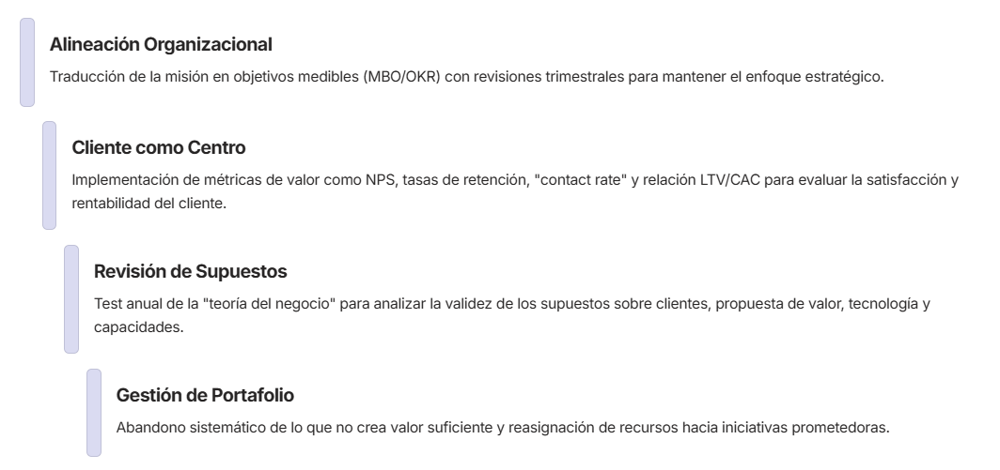 Alineación Organizacional
Traducción de la misión en objetivos medibles (MBO/OKR) con revisiones trimestrales para mantener el enfoque estratégico.
Cliente como Centro
Implementación de métricas de valor como NPS, tasas de retención, "contact rate" y relación LTV/CAC para evaluar la satisfacción y
rentabilidad del cliente.
Revisión de Supuestos
Test anual de la "teoría del negocio" para analizar la validez de los supuestos sobre clientes, propuesta de valor, tecnología y
capacidades.
Gestión de Portafolio
Abandono sistemático de lo que no crea valor suficiente y reasignación de recursos hacia iniciativas prometedoras.